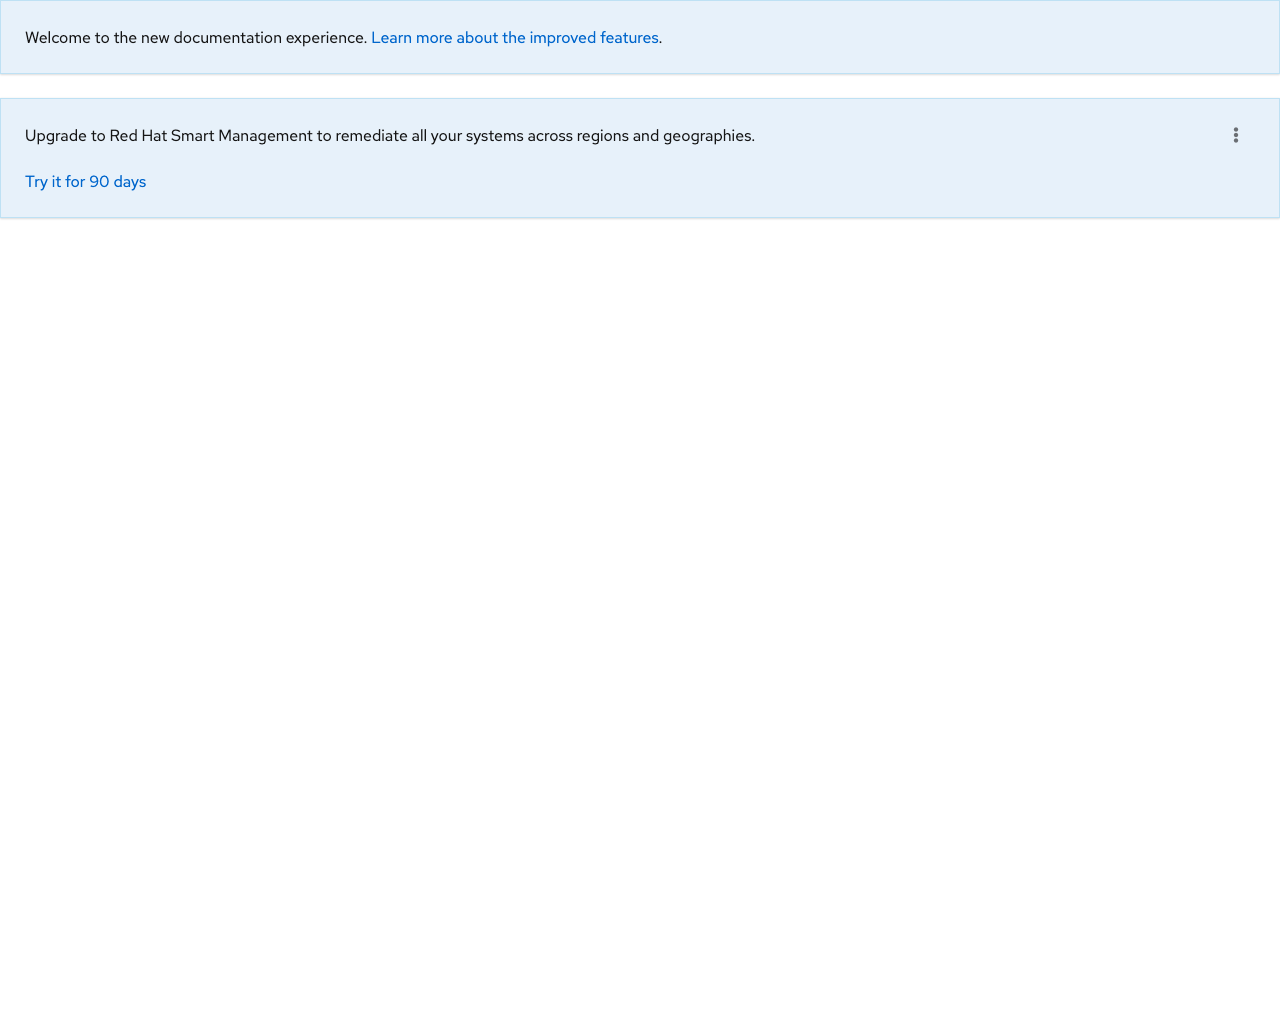 Welcome to the new documentation experience. Learn more about the improved features.
Upgrade to Red Hat Smart Management to remediate all your systems across regions and geographies.
Try it for 90 days